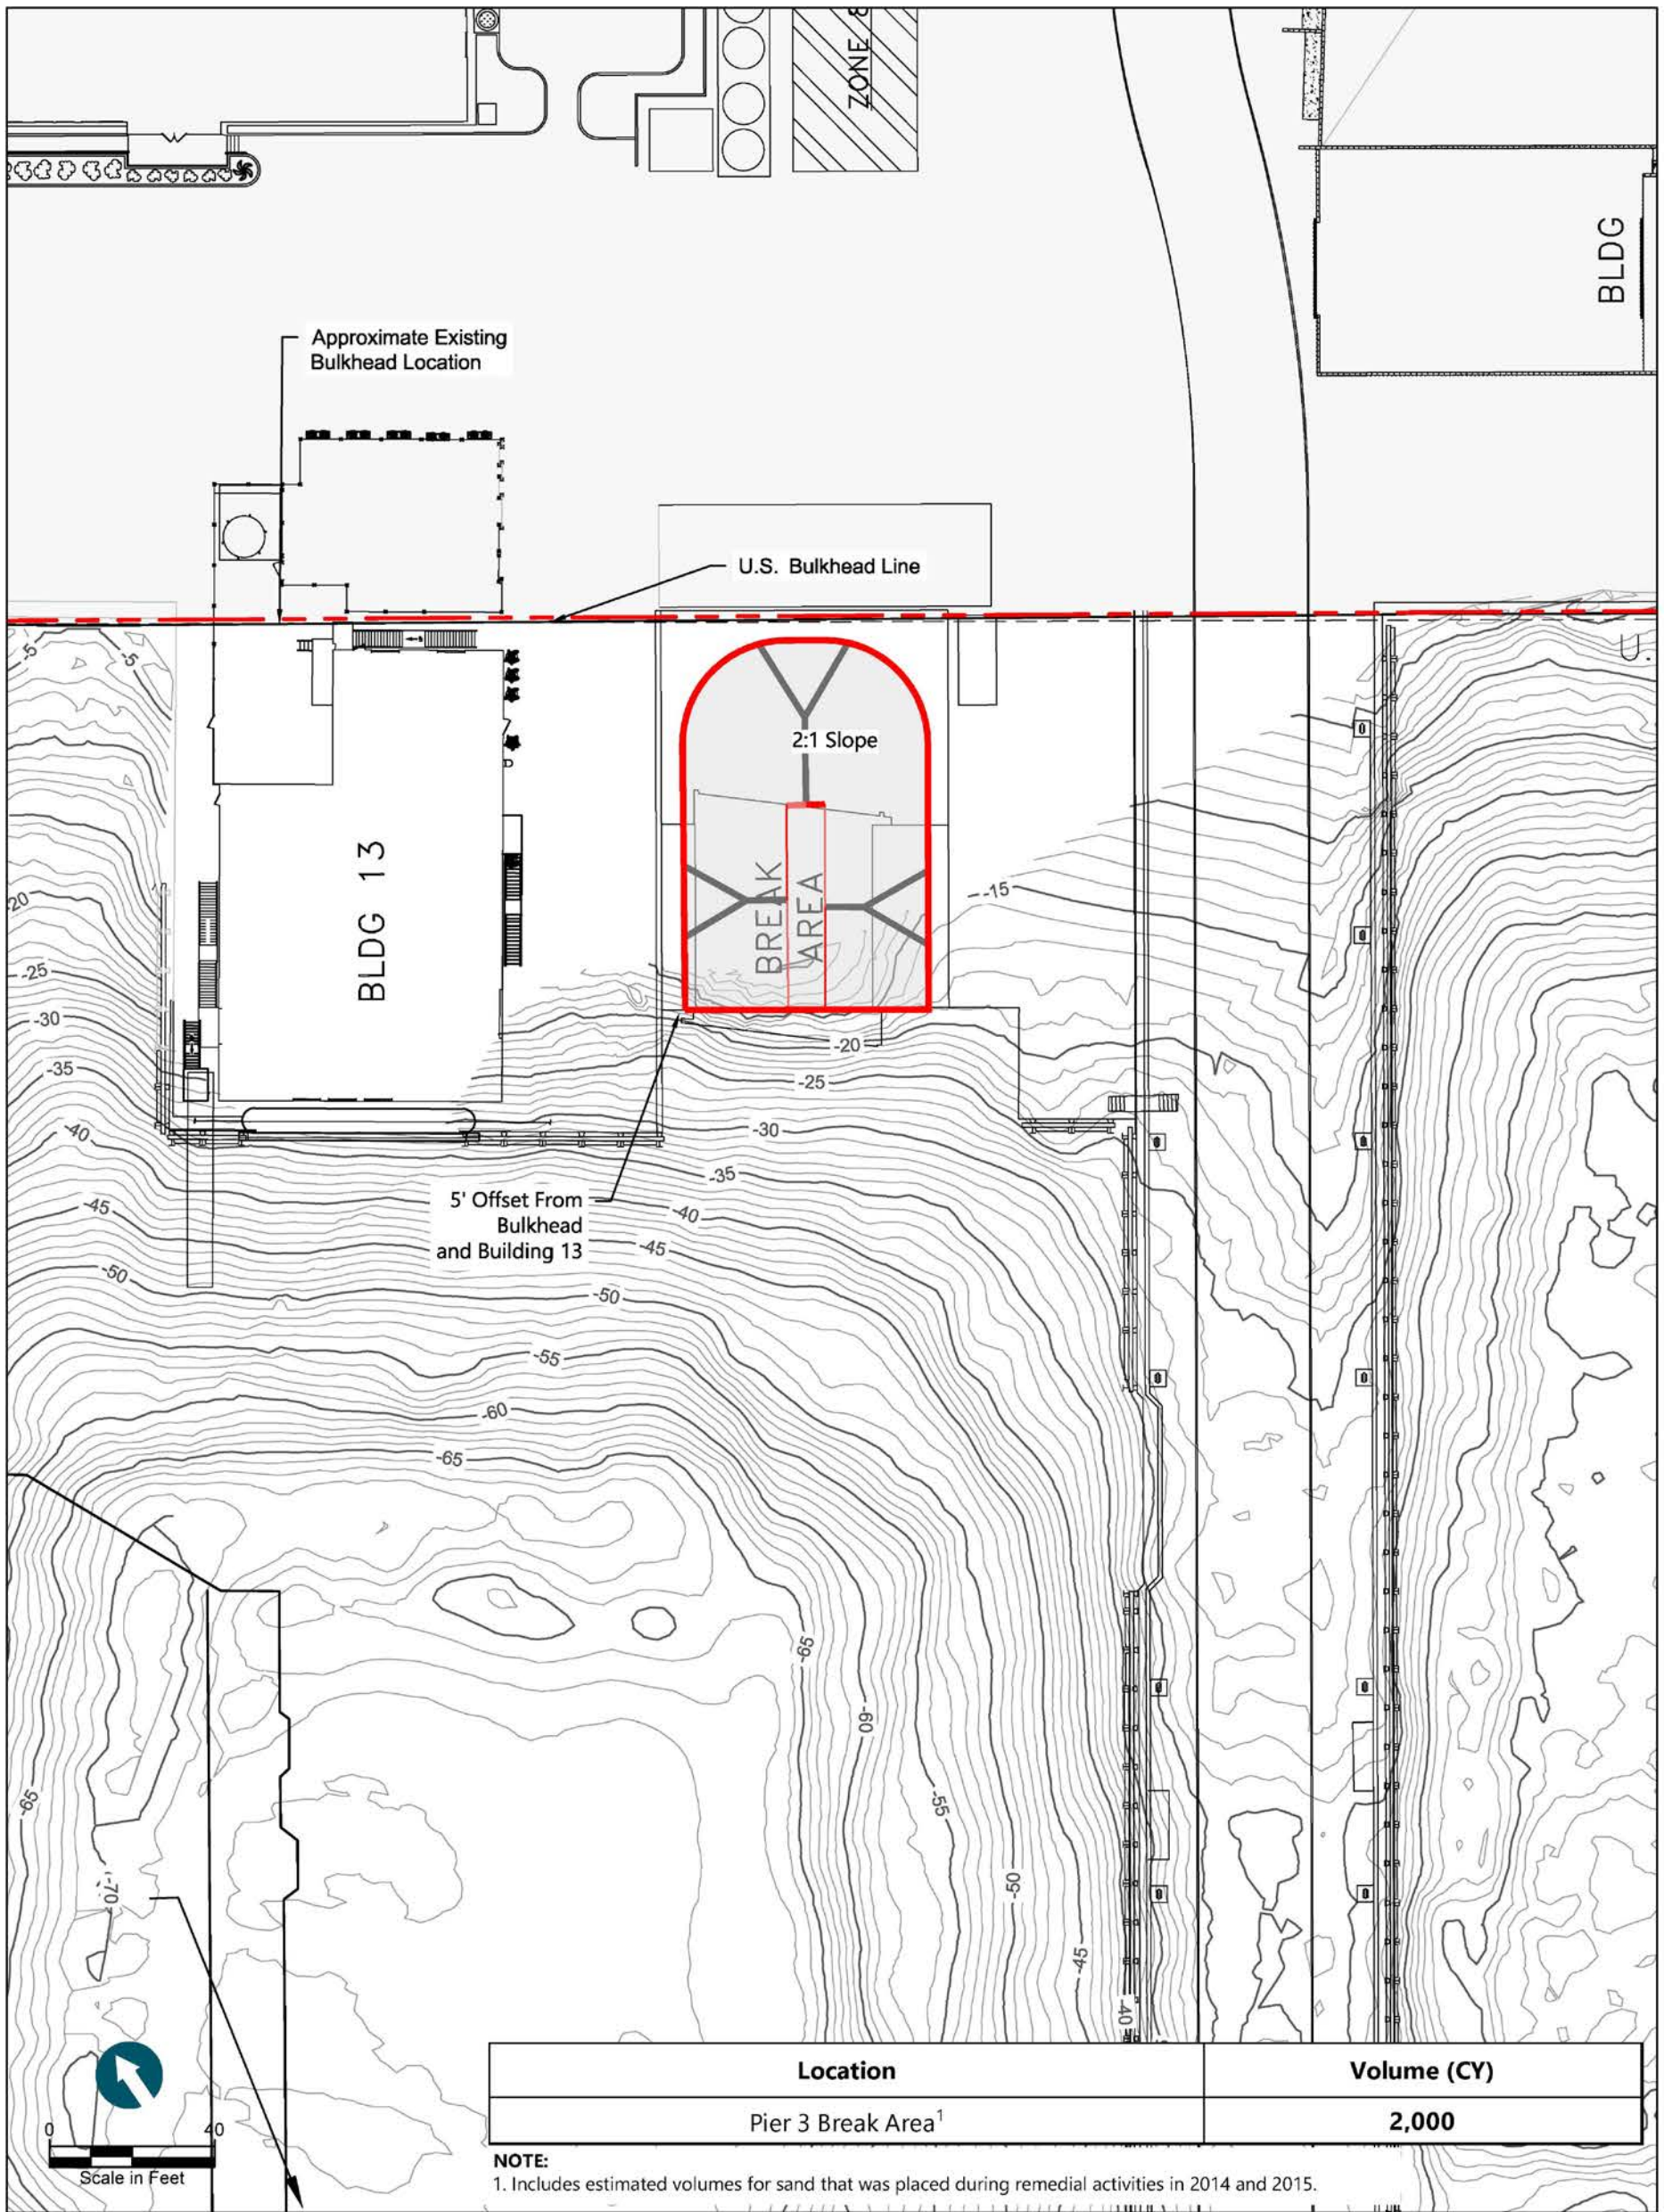 ZONE 8
BLDG
Approximate Existing
Bulkhead Location
U.S. Bulkhead Line
U.
-5
-5
2:1 Slope
BLDG 13
BREAK
AREA
-15
20
-25
-30
-20
-35
-25
-40
-30
-35
5' Offset From
Bulkhead
and Building 13
-40
-45
-45
-50
-50
-55
-60
-65
-65
-60
-65
-55
-70
-50
-45
-40
0 40
Scale in Feet
Location Volume (CY)
Pier 3 Break Area1 2,000
NOTE:
1. Includes estimated volumes for sand that was placed during remedial activities in 2014 and 2015.